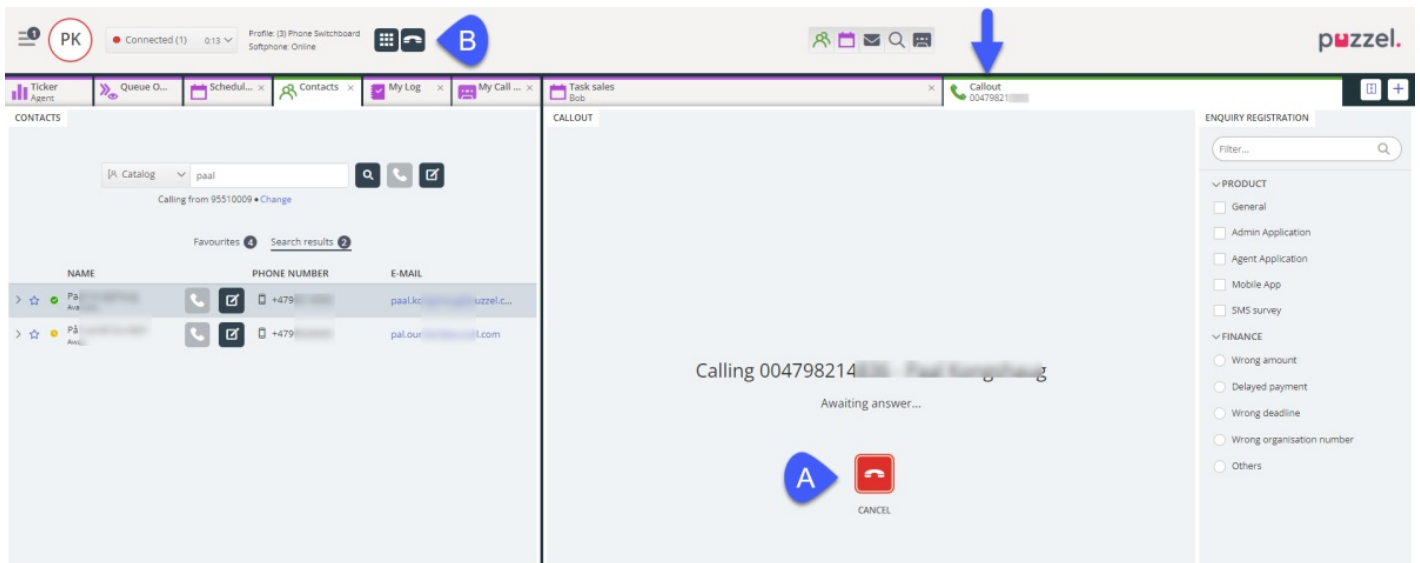 1
PK
Connected (1) 0:13
Profile: (3) Phone Switchboard
Softphone: Online
B
puzzel.
Ticker
Agent
Queue O...
Schedul... ×
Contacts ×
My Log ×
My Call ... ×
Task sales ×
Bob
Callout
00479821
CONTACTS
Catalog paal
Calling from 95510009 • Change
Favourites 4 Search results 2
NAME PHONE NUMBER E-MAIL
+479 paal.ko uzzel.c...
+479 pal.our l.com
CALLOUT
Calling 004798214
Awaiting answer...
A
CANCEL
ENQUIRY REGISTRATION
Filter...
PRODUCT
General
Admin Application
Agent Application
Mobile App
SMS survey
FINANCE
Wrong amount
Delayed payment
Wrong deadline
Wrong organisation number
Others